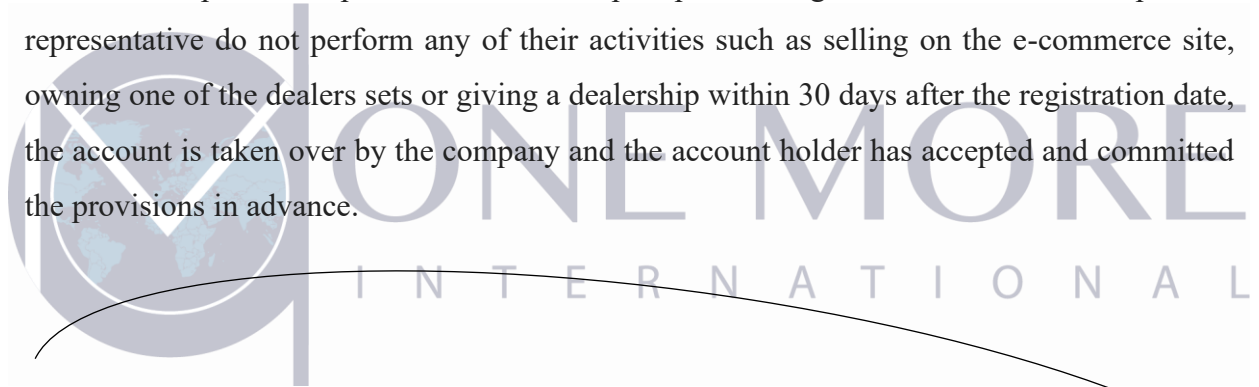 representative do not perform any of their activities such as selling on the e-commerce site,
owning one of the dealers sets or giving a dealership within 30 days after the registration date,
the account is taken over by the company and the account holder has accepted and committed
the provisions in advance.
ONE MORE
INTERNATIONAL